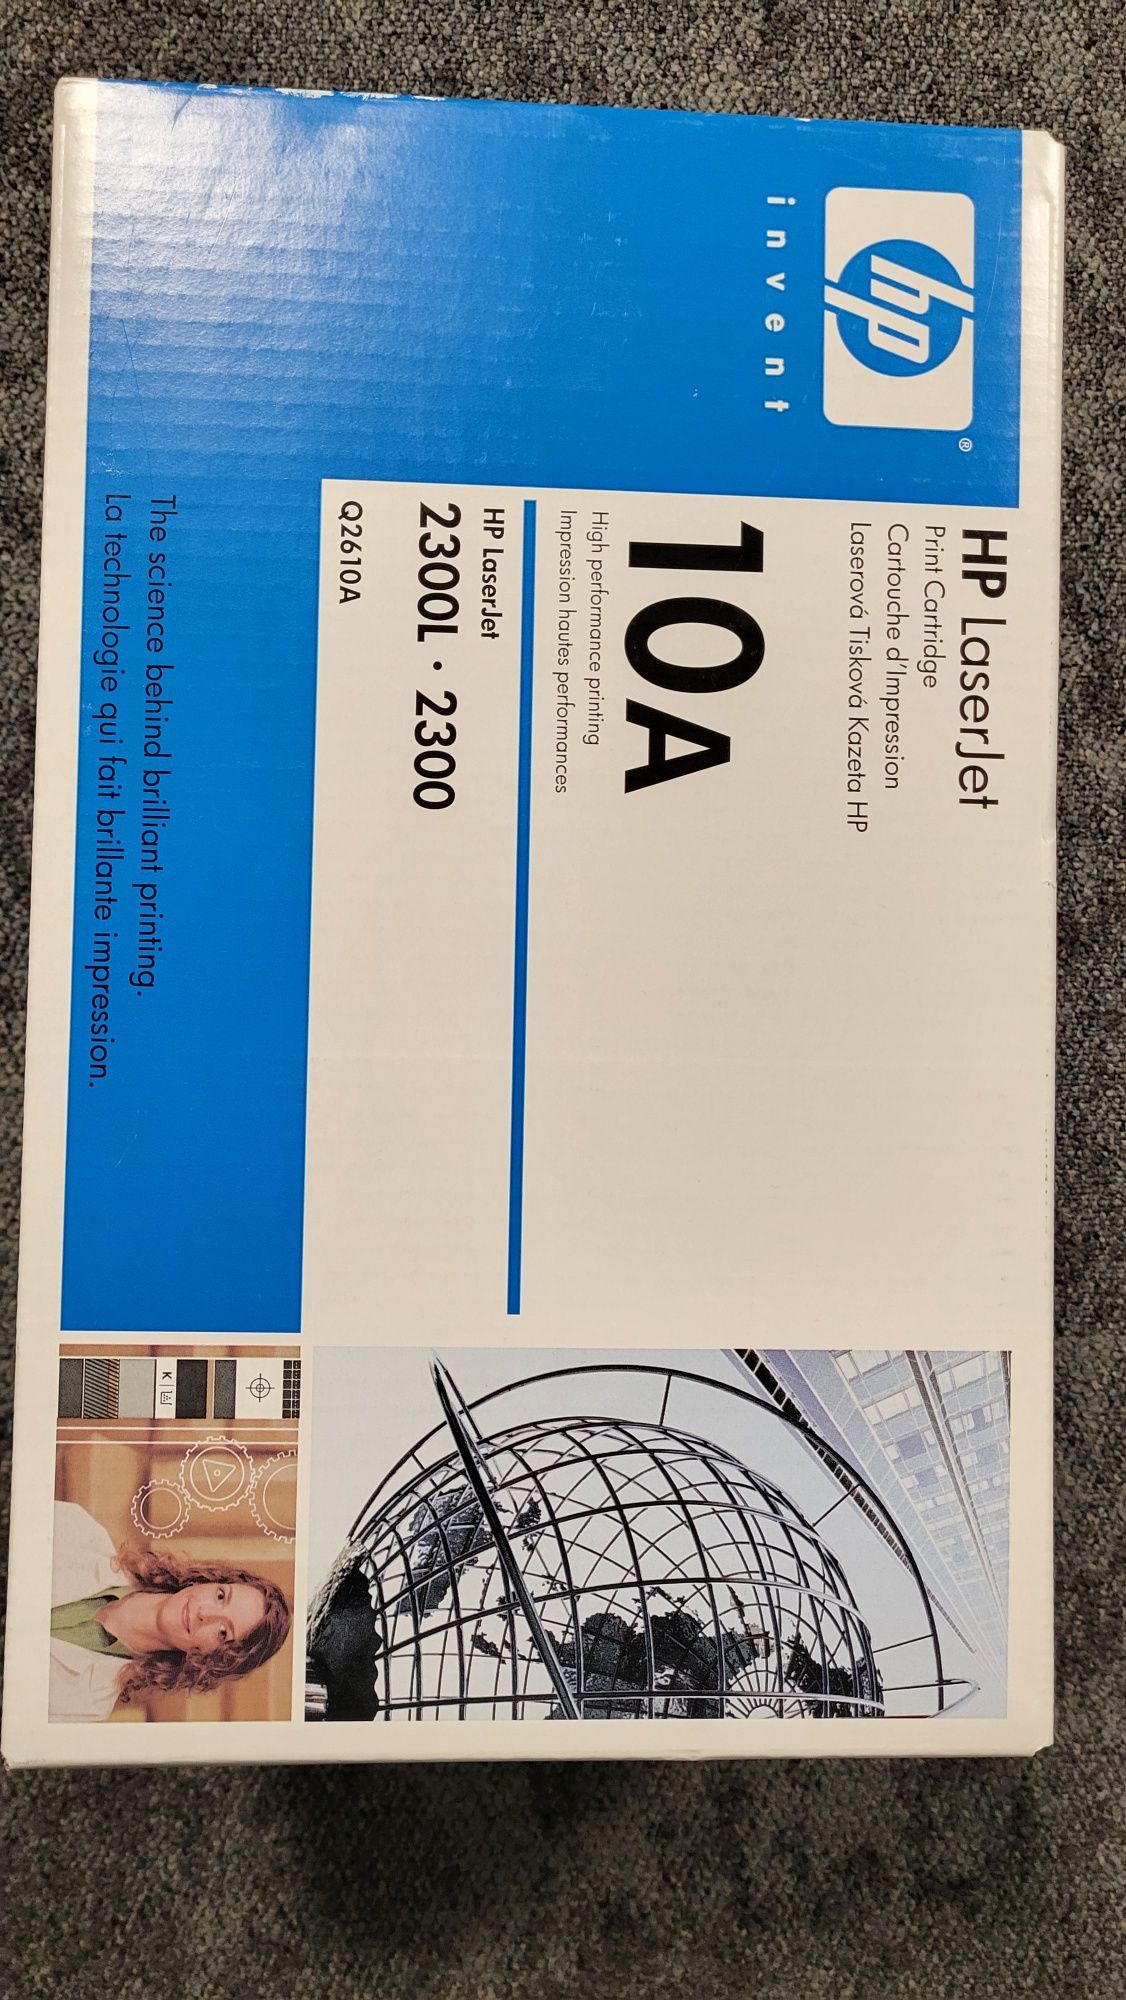 hp
®
invent
HP LaserJet
Print Cartridge
Cartouche d'Impression
Laserová Tisková Kazeta HP
10A
High performance printing
Impression hautes performances
HP LaserJet
2300L • 2300
Q2610A
The science behind brilliant printing.
La technologie qui fait brillante impression.
K